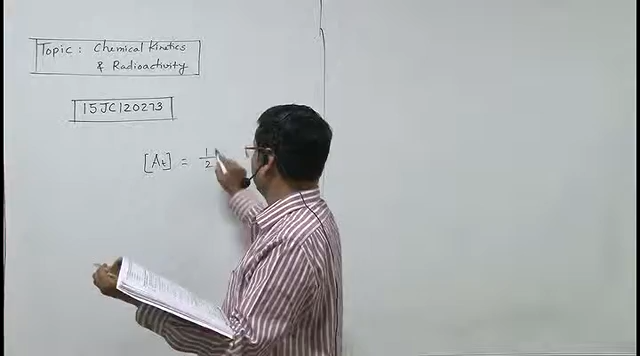 Topic : Chemical Kinetics
& Radioactivity
15JC120273
[At] = 1/2